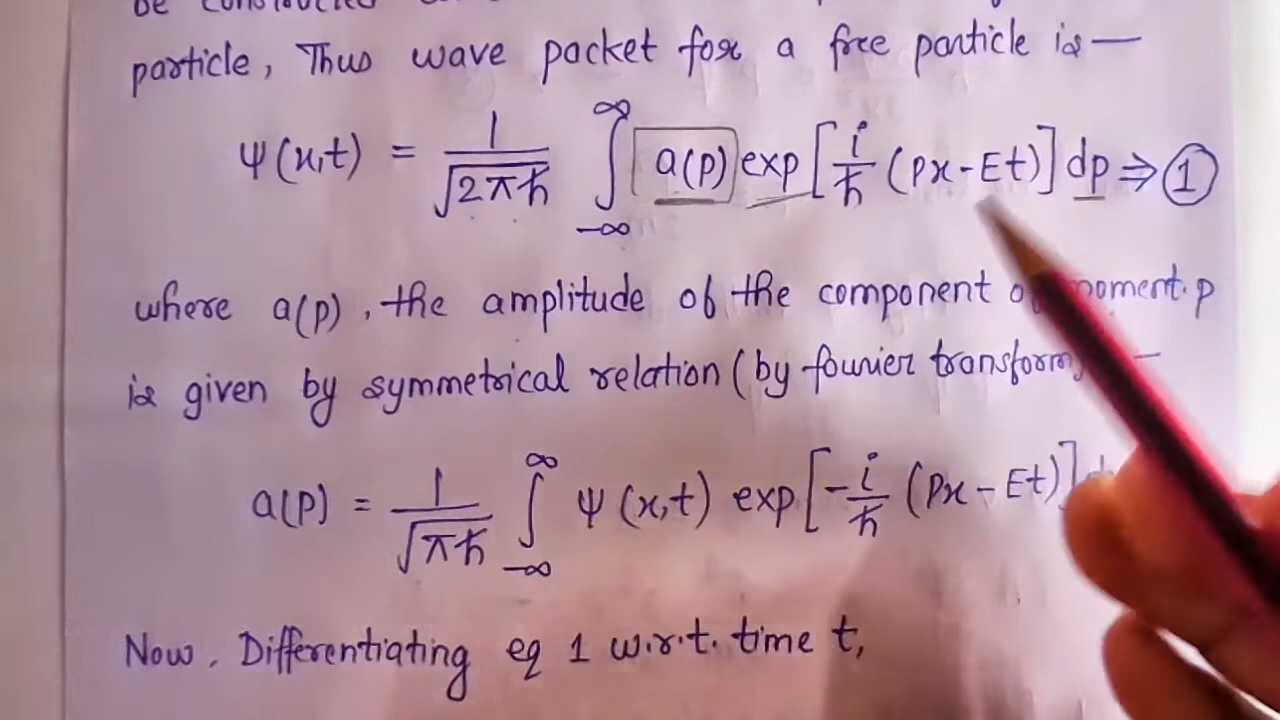 be constructed
particle, Thus wave packet for a free particle is —
ψ(x,t) = 1/√2πℏ ∫_{-∞}^{∞} a(p) exp[i/ℏ (px-Et)] dp ⇒ ①
where a(p), the amplitude of the component of moment. p
is given by symmetrical relation (by fourier transform) —
a(p) = 1/√πℏ ∫_{-∞}^{∞} ψ(x,t) exp[-i/ℏ (px-Et)]
Now, Differentiating eq 1 w.r.t. time t,